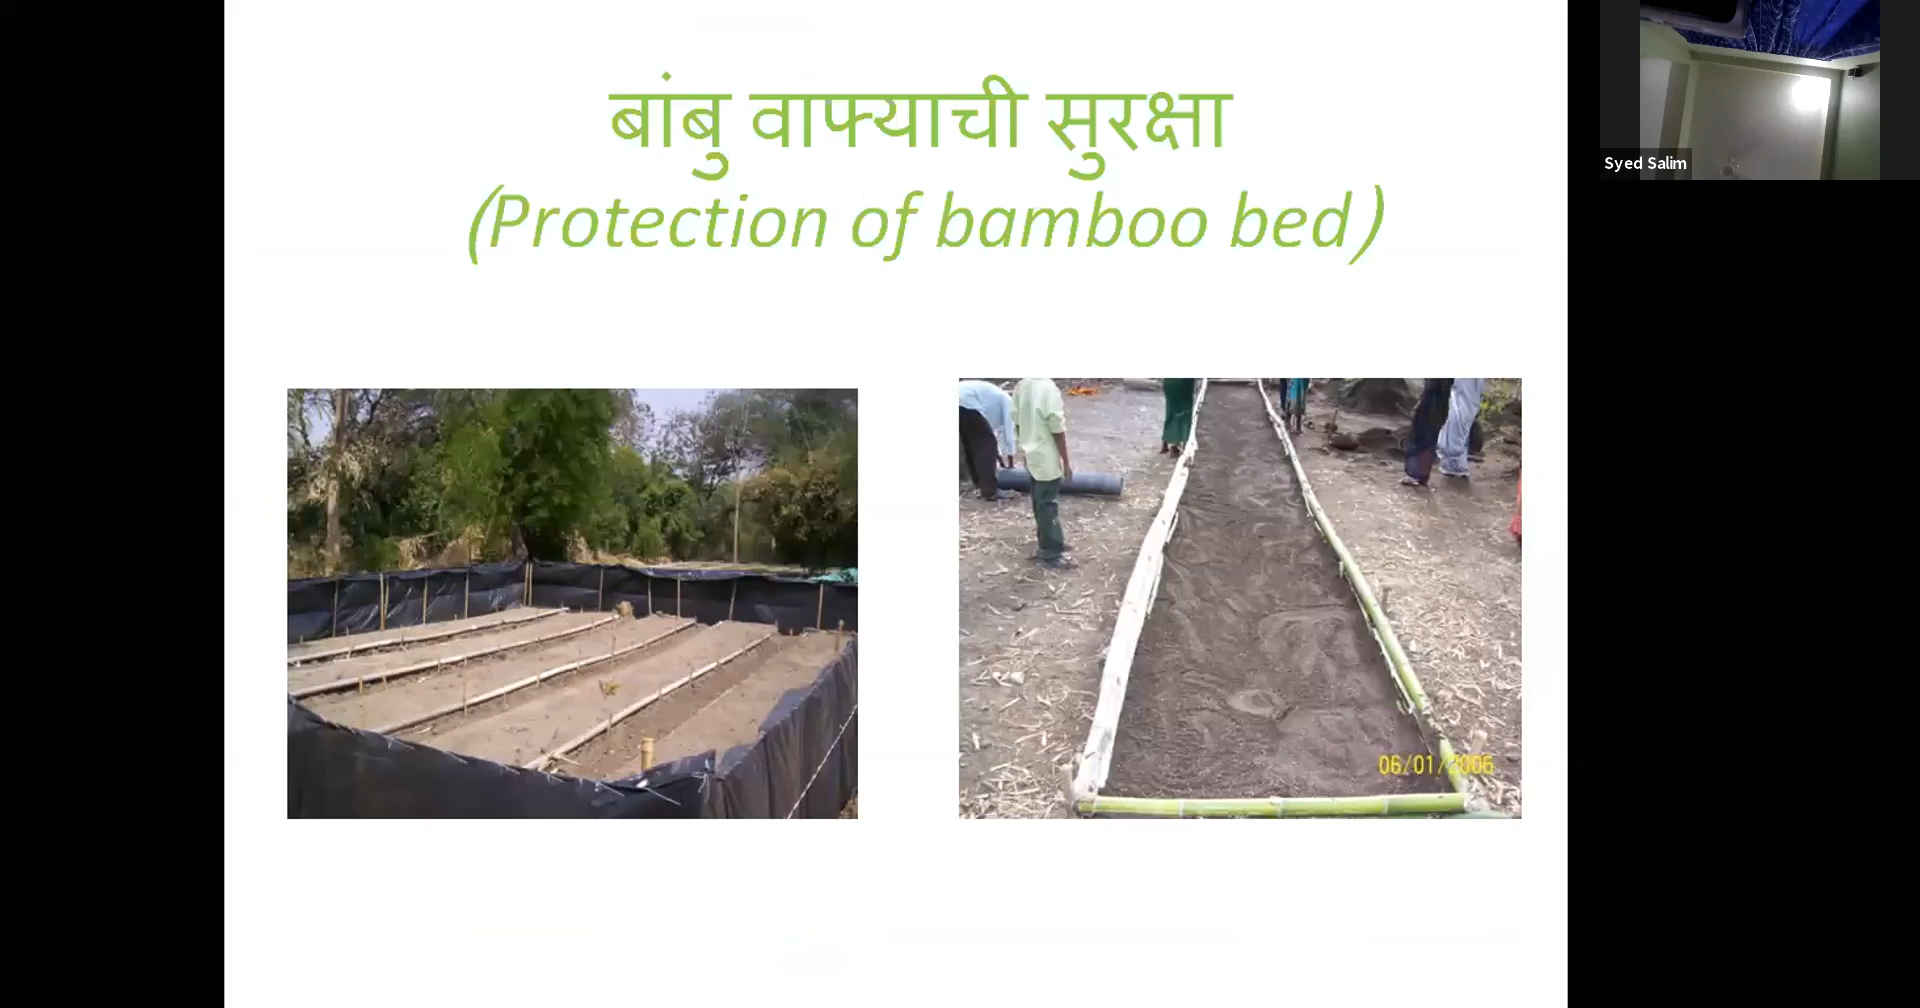 बांबु वाफ्याची सुरक्षा
(Protection of bamboo bed)
Syed Salim
06/01/2006